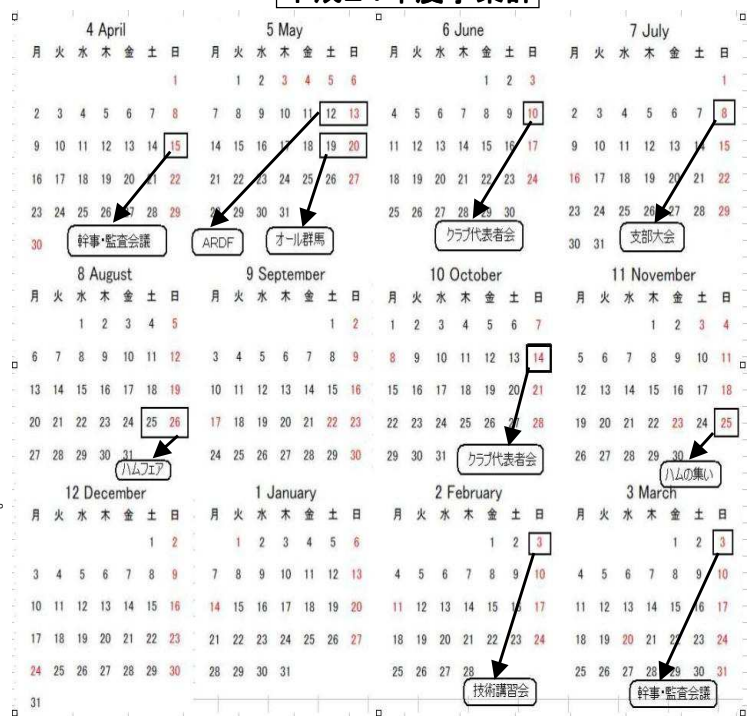 4 April
月 火 水 木 金 土 日
1
2 3 4 5 6 7 8
9 10 11 12 13 14 15
16 17 18 19 20 21 22
23 24 25 26 27 28 29
30
幹事・監査会議
5 May
月 火 水 木 金 土 日
1 2 3 4 5 6
7 8 9 10 11 12 13
14 15 16 17 18 19 20
21 22 23 24 25 26 27
28 29 30 31
ARDF
オール群馬
6 June
月 火 水 木 金 土 日
1 2 3
4 5 6 7 8 9 10
11 12 13 14 15 16 17
18 19 20 21 22 23 24
25 26 27 28 29 30
クラブ代表者会
7 July
月 火 水 木 金 土 日
1
2 3 4 5 6 7 8
9 10 11 12 13 14 15
16 17 18 19 20 21 22
23 24 25 26 27 28 29
30 31
支部大会
8 August
月 火 水 木 金 土 日
1 2 3 4 5
6 7 8 9 10 11 12
13 14 15 16 17 18 19
20 21 22 23 24 25 26
27 28 29 30 31
ハムフェア
9 September
月 火 水 木 金 土 日
1 2
3 4 5 6 7 8 9
10 11 12 13 14 15 16
17 18 19 20 21 22 23
24 25 26 27 28 29 30
10 October
月 火 水 木 金 土 日
1 2 3 4 5 6 7
8 9 10 11 12 13 14
15 16 17 18 19 20 21
22 23 24 25 26 27 28
29 30 31
クラブ代表者会
11 November
月 火 水 木 金 土 日
1 2 3 4
5 6 7 8 9 10 11
12 13 14 15 16 17 18
19 20 21 22 23 24 25
26 27 28 29 30
ハムの集い
12 December
月 火 水 木 金 土 日
1 2
3 4 5 6 7 8 9
10 11 12 13 14 15 16
17 18 19 20 21 22 23
24 25 26 27 28 29 30
31
1 January
月 火 水 木 金 土 日
1 2 3 4 5 6
7 8 9 10 11 12 13
14 15 16 17 18 19 20
21 22 23 24 25 26 27
28 29 30 31
2 February
月 火 水 木 金 土 日
1 2 3
4 5 6 7 8 9 10
11 12 13 14 15 16 17
18 19 20 21 22 23 24
25 26 27 28
技術講習会
3 March
月 火 水 木 金 土 日
1 2 3
4 5 6 7 8 9 10
11 12 13 14 15 16 17
18 19 20 21 22 23 24
25 26 27 28 29 30 31
幹事・監査会議